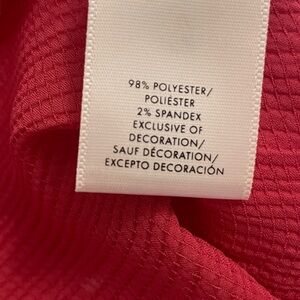 98% POLYESTER/
POLIÉSTER
2% SPANDEX
EXCLUSIVE OF
DECORATION/
SAUF DÉCORATION/
EXCEPTO DECORACIÓN